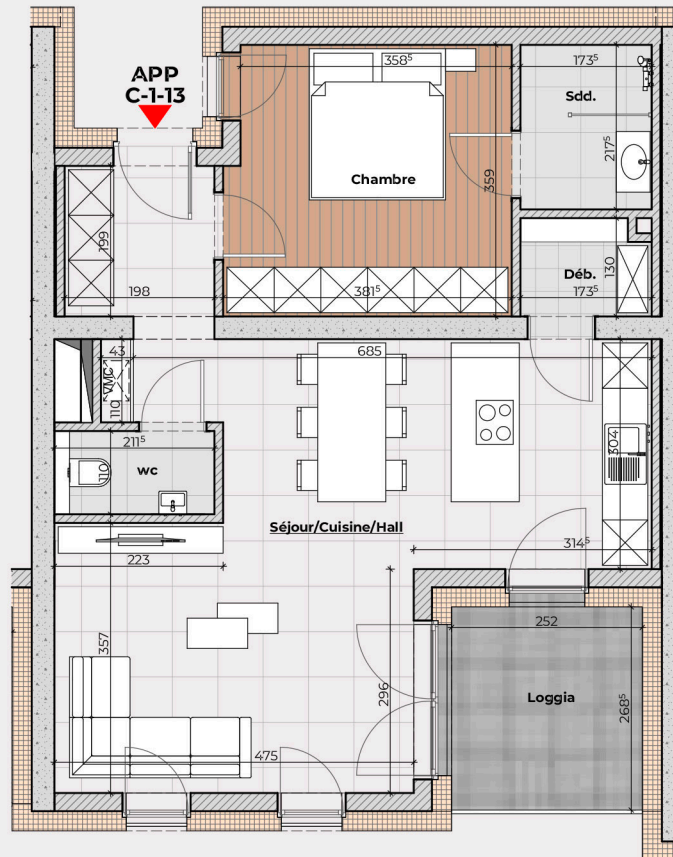 APP
C-1-13
358⁵
173⁵
Sdd.
217⁵
Chambre
359
199
130
Déb.
198
381⁵
173⁵
43
685
VMC
110
304
211⁵
110
wc
Séjour/Cuisine/Hall
314⁵
223
252
357
296
Loggia
268⁵
475